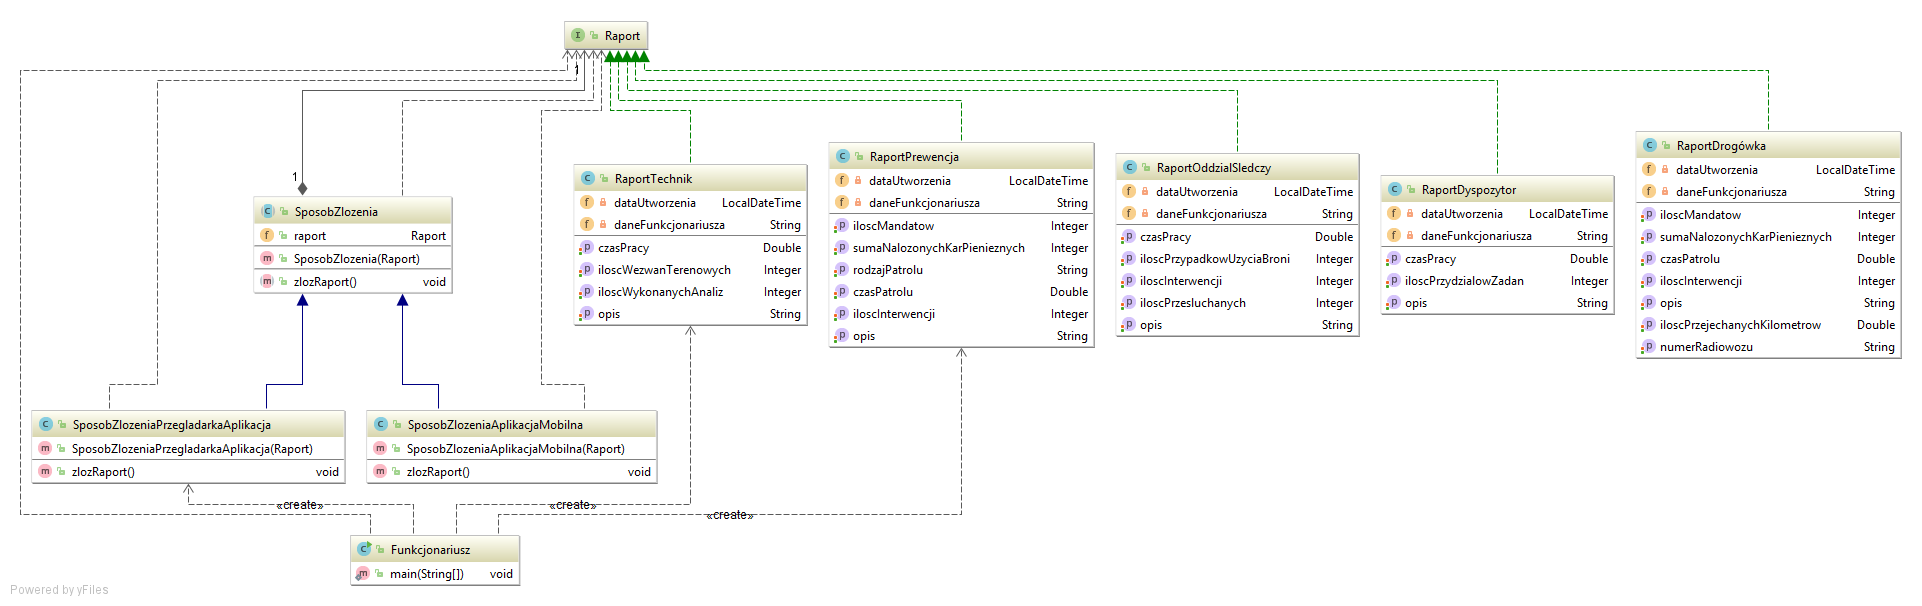 Raport
1
1
SposobZlozenia
raport Raport
SposobZlozenia(Raport)
zlozRaport() void
RaportTechnik
dataUtworzenia LocalDateTime
daneFunkcjonariusza String
czasPracy Double
iloscWezwanTerenowych Integer
iloscWykonanychAnaliz Integer
opis String
RaportPrewencja
dataUtworzenia LocalDateTime
daneFunkcjonariusza String
iloscMandatow Integer
sumaNalozonychKarPienieznych Integer
rodzajPatrolu String
czasPatrolu Double
iloscInterwencji Integer
opis String
RaportOddzialSledczy
dataUtworzenia LocalDateTime
daneFunkcjonariusza String
czasPracy Double
iloscPrzypadkowUzyciaBroni Integer
iloscInterwencji Integer
iloscPrzesluchanych Integer
opis String
RaportDyspozytor
dataUtworzenia LocalDateTime
daneFunkcjonariusza String
czasPracy Double
iloscPrzydzialowZadan Integer
opis String
RaportDrogówka
dataUtworzenia LocalDateTime
daneFunkcjonariusza String
iloscMandatow Integer
sumaNalozonychKarPienieznych Integer
czasPatrolu Double
iloscInterwencji Integer
opis String
iloscPrzejechanychKilometrow Double
numerRadiowozu String
SposobZlozeniaPrzegladarkaAplikacja
SposobZlozeniaPrzegladarkaAplikacja(Raport)
zlozRaport() void
SposobZlozeniaAplikacjaMobilna
SposobZlozeniaAplikacjaMobilna(Raport)
zlozRaport() void
«create»
«create»
«create»
Funkcjonariusz
main(String[]) void
Powered by yFiles